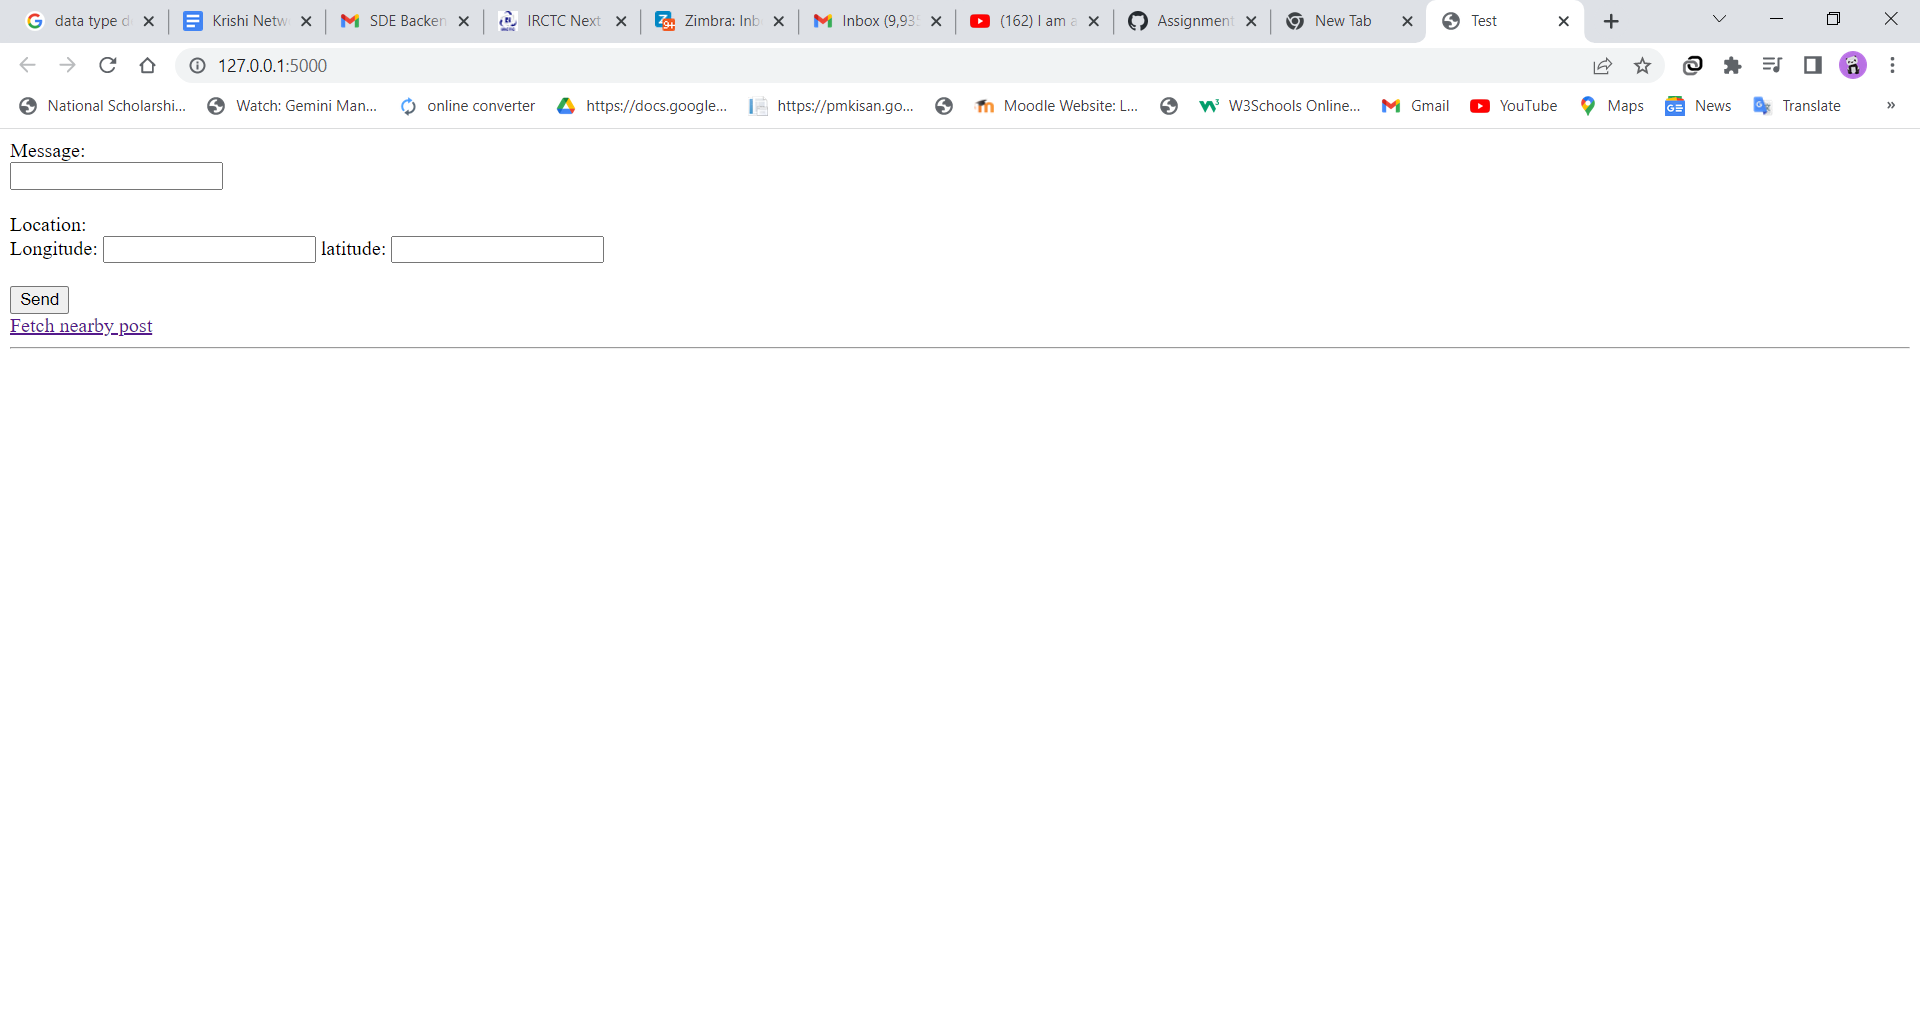 data type d
Krishi Netw
SDE Backen
IRCTC Next
Zimbra: Inb
Inbox (9,935
(162) I am a
Assignment
New Tab
Test
127.0.0.1:5000
National Scholarshi...
Watch: Gemini Man...
online converter
https://docs.google...
https://pmkisan.go...
Moodle Website: L...
W3Schools Online...
Gmail
YouTube
Maps
News
Translate
»
Message:
Location:
Longitude: latitude:
Send
Fetch nearby post